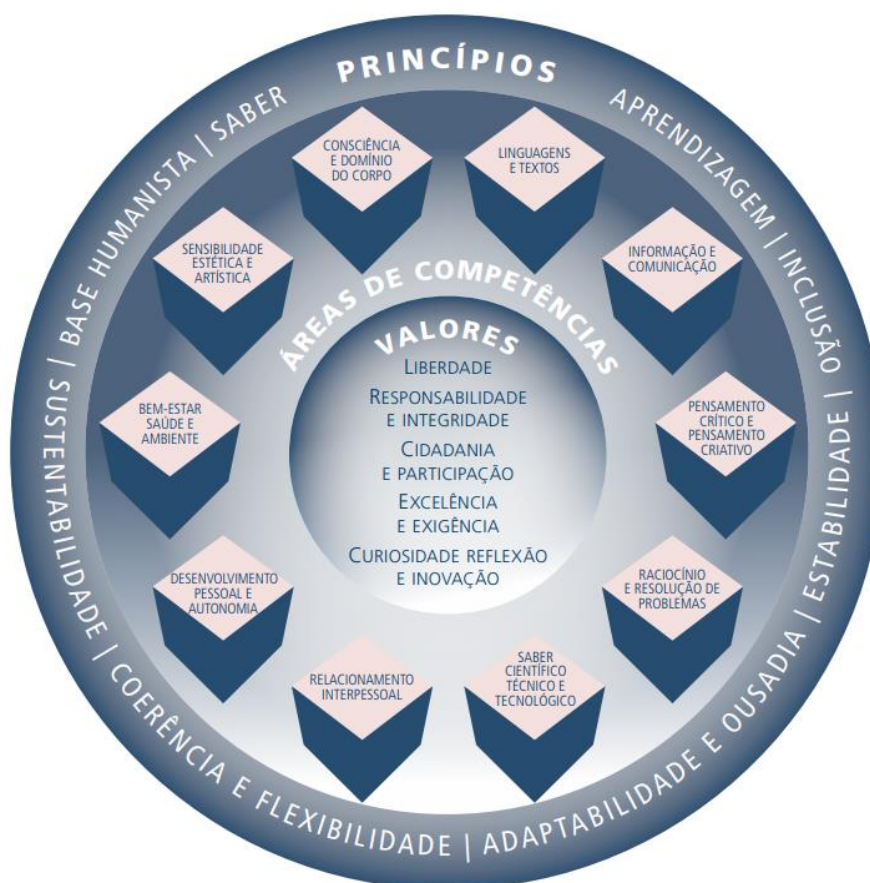 PRINCÍPIOS
SUSTENTABILIDADE | BASE HUMANISTA | SABER
APRENDIZAGEM | INCLUSÃO |
COERÊNCIA E FLEXIBILIDADE | ADAPTABILIDADE E OUSADIA | ESTABILIDADE |
CONSCIÊNCIA
E DOMÍNIO
DO CORPO
LINGUAGENS
E TEXTOS
SENSIBILIDADE
ESTÉTICA E
ARTÍSTICA
INFORMAÇÃO E
COMUNICAÇÃO
BEM-ESTAR
SAÚDE E
AMBIENTE
PENSAMENTO
CRÍTICO E
PENSAMENTO
CRIATIVO
DESENVOLVIMENTO
PESSOAL E
AUTONOMIA
RACIOCÍNIO
E RESOLUÇÃO DE
PROBLEMAS
RELACIONAMENTO
INTERPESSOAL
SABER
CIENTÍFICO
TÉCNICO E
TECNOLÓGICO
ÁREAS DE COMPETÊNCIAS
VALORES
LIBERDADE
RESPONSABILIDADE
E INTEGRIDADE
CIDADANIA
E PARTICIPAÇÃO
EXCELÊNCIA
E EXIGÊNCIA
CURIOSIDADE REFLEXÃO
E INOVAÇÃO